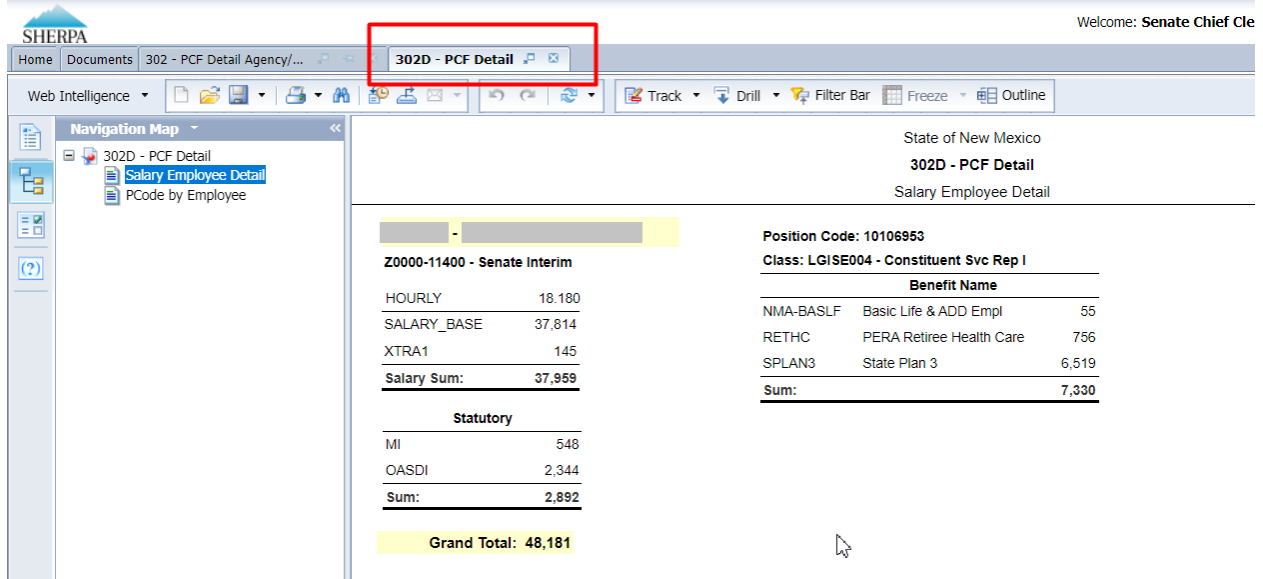 SHERPA
Welcome: Senate Chief Cle
Home Documents 302 - PCF Detail Agency/... 302D - PCF Detail
Web Intelligence Track Drill Filter Bar Freeze Outline
Navigation Map
302D - PCF Detail
Salary Employee Detail
PCode by Employee
State of New Mexico
302D - PCF Detail
Salary Employee Detail
-
Z0000-11400 - Senate Interim
HOURLY 18.180
SALARY_BASE 37,814
XTRA1 145
Salary Sum: 37,959
Statutory
MI 548
OASDI 2,344
Sum: 2,892
Grand Total: 48,181
Position Code: 10106953
Class: LGISE004 - Constituent Svc Rep I
Benefit Name
NMA-BASLF Basic Life & ADD Empl 55
RETHC PERA Retiree Health Care 756
SPLAN3 State Plan 3 6,519
Sum: 7,330